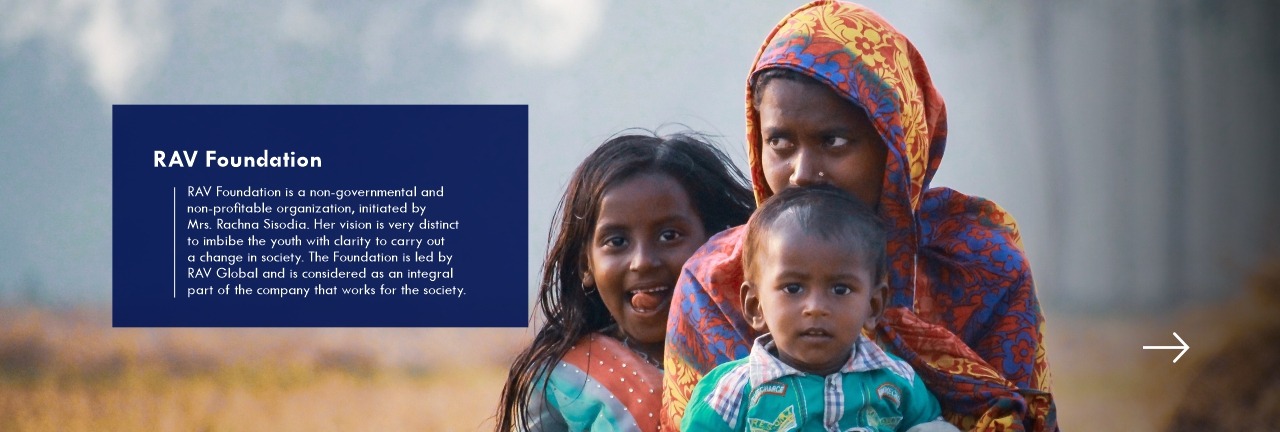 RAV Foundation
RAV Foundation is a non-governmental and
non-profitable organization, initiated by
Mrs. Rachna Sisodia. Her vision is very distinct
to imbibe the youth with clarity to carry out
a change in society. The Foundation is led by
RAV Global and is considered as an integral
part of the company that works for the society.